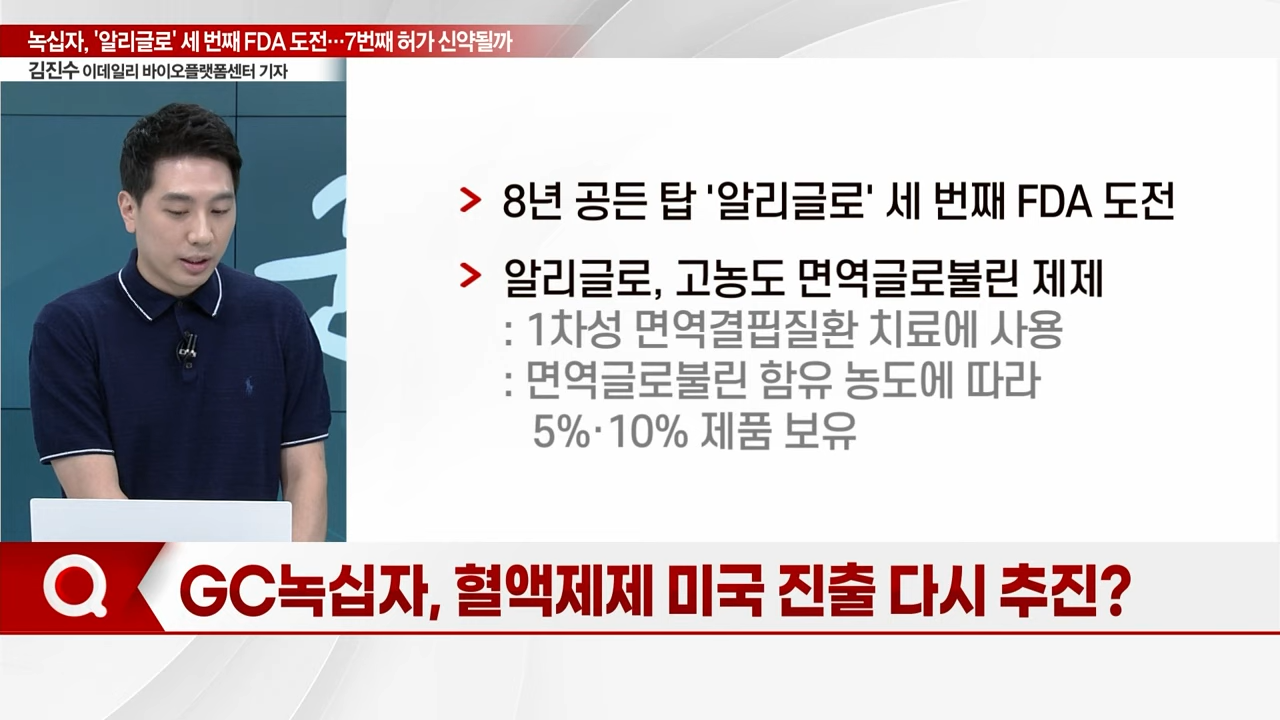 녹십자, '알리글로' 세 번째 FDA 도전…7번째 허가 신약될까
김진수 이데일리 바이오플랫폼센터 기자
> 8년 공든 탑 '알리글로' 세 번째 FDA 도전
> 알리글로, 고농도 면역글로불린 제제
: 1차성 면역결핍질환 치료에 사용
: 면역글로불린 함유 농도에 따라
5%·10% 제품 보유
Q GC녹십자, 혈액제제 미국 진출 다시 추진?